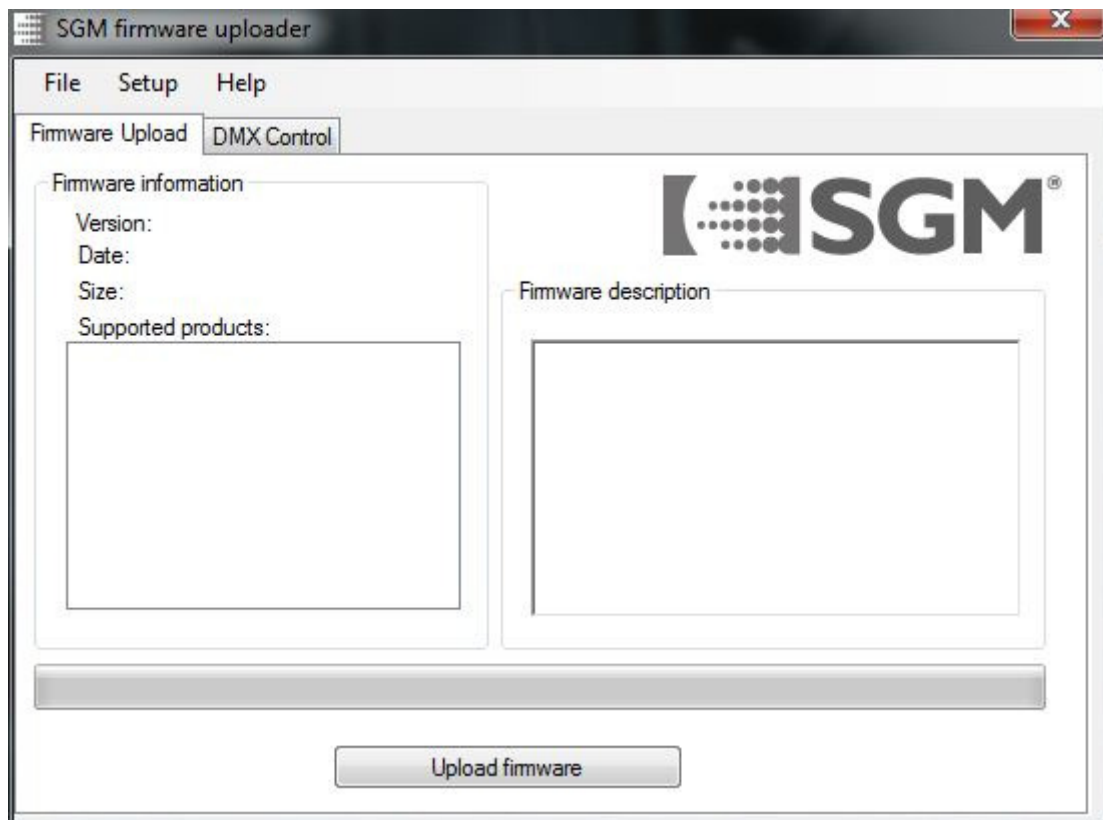 SGM firmware uploader
File Setup Help
Firmware Upload DMX Control
Firmware information
Version:
Date:
Size:
Supported products:
SGM®
Firmware description
Upload firmware